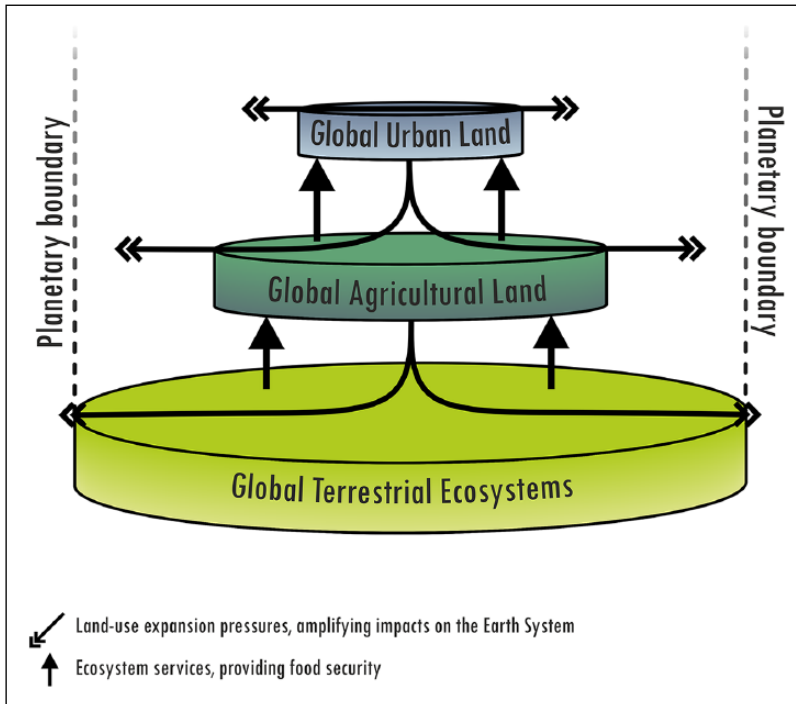 Planetary boundary
Planetary boundary
Global Urban Land
Global Agricultural Land
Global Terrestrial Ecosystems
Land-use expansion pressures, amplifying impacts on the Earth System
Ecosystem services, providing food security